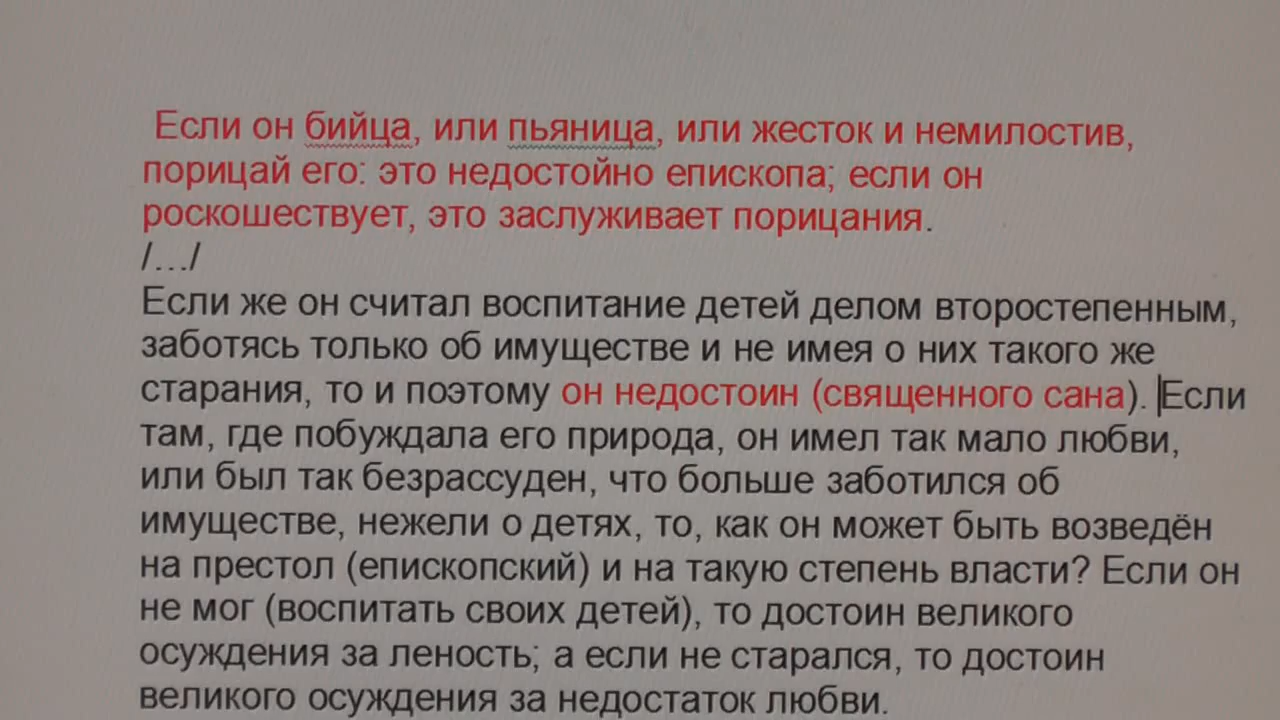 Если он бийца, или пьяница, или жесток и немилостив,
порицай его: это недостойно епископа; если он
роскошествует, это заслуживает порицания.
/.../
Если же он считал воспитание детей делом второстепенным,
заботясь только об имуществе и не имея о них такого же
старания, то и поэтому он недостоин (священного сана). Если
там, где побуждала его природа, он имел так мало любви,
или был так безрассуден, что больше заботился об
имуществе, нежели о детях, то, как он может быть возведён
на престол (епископский) и на такую степень власти? Если он
не мог (воспитать своих детей), то достоин великого
осуждения за леность; а если не старался, то достоин
великого осуждения за недостаток любви.